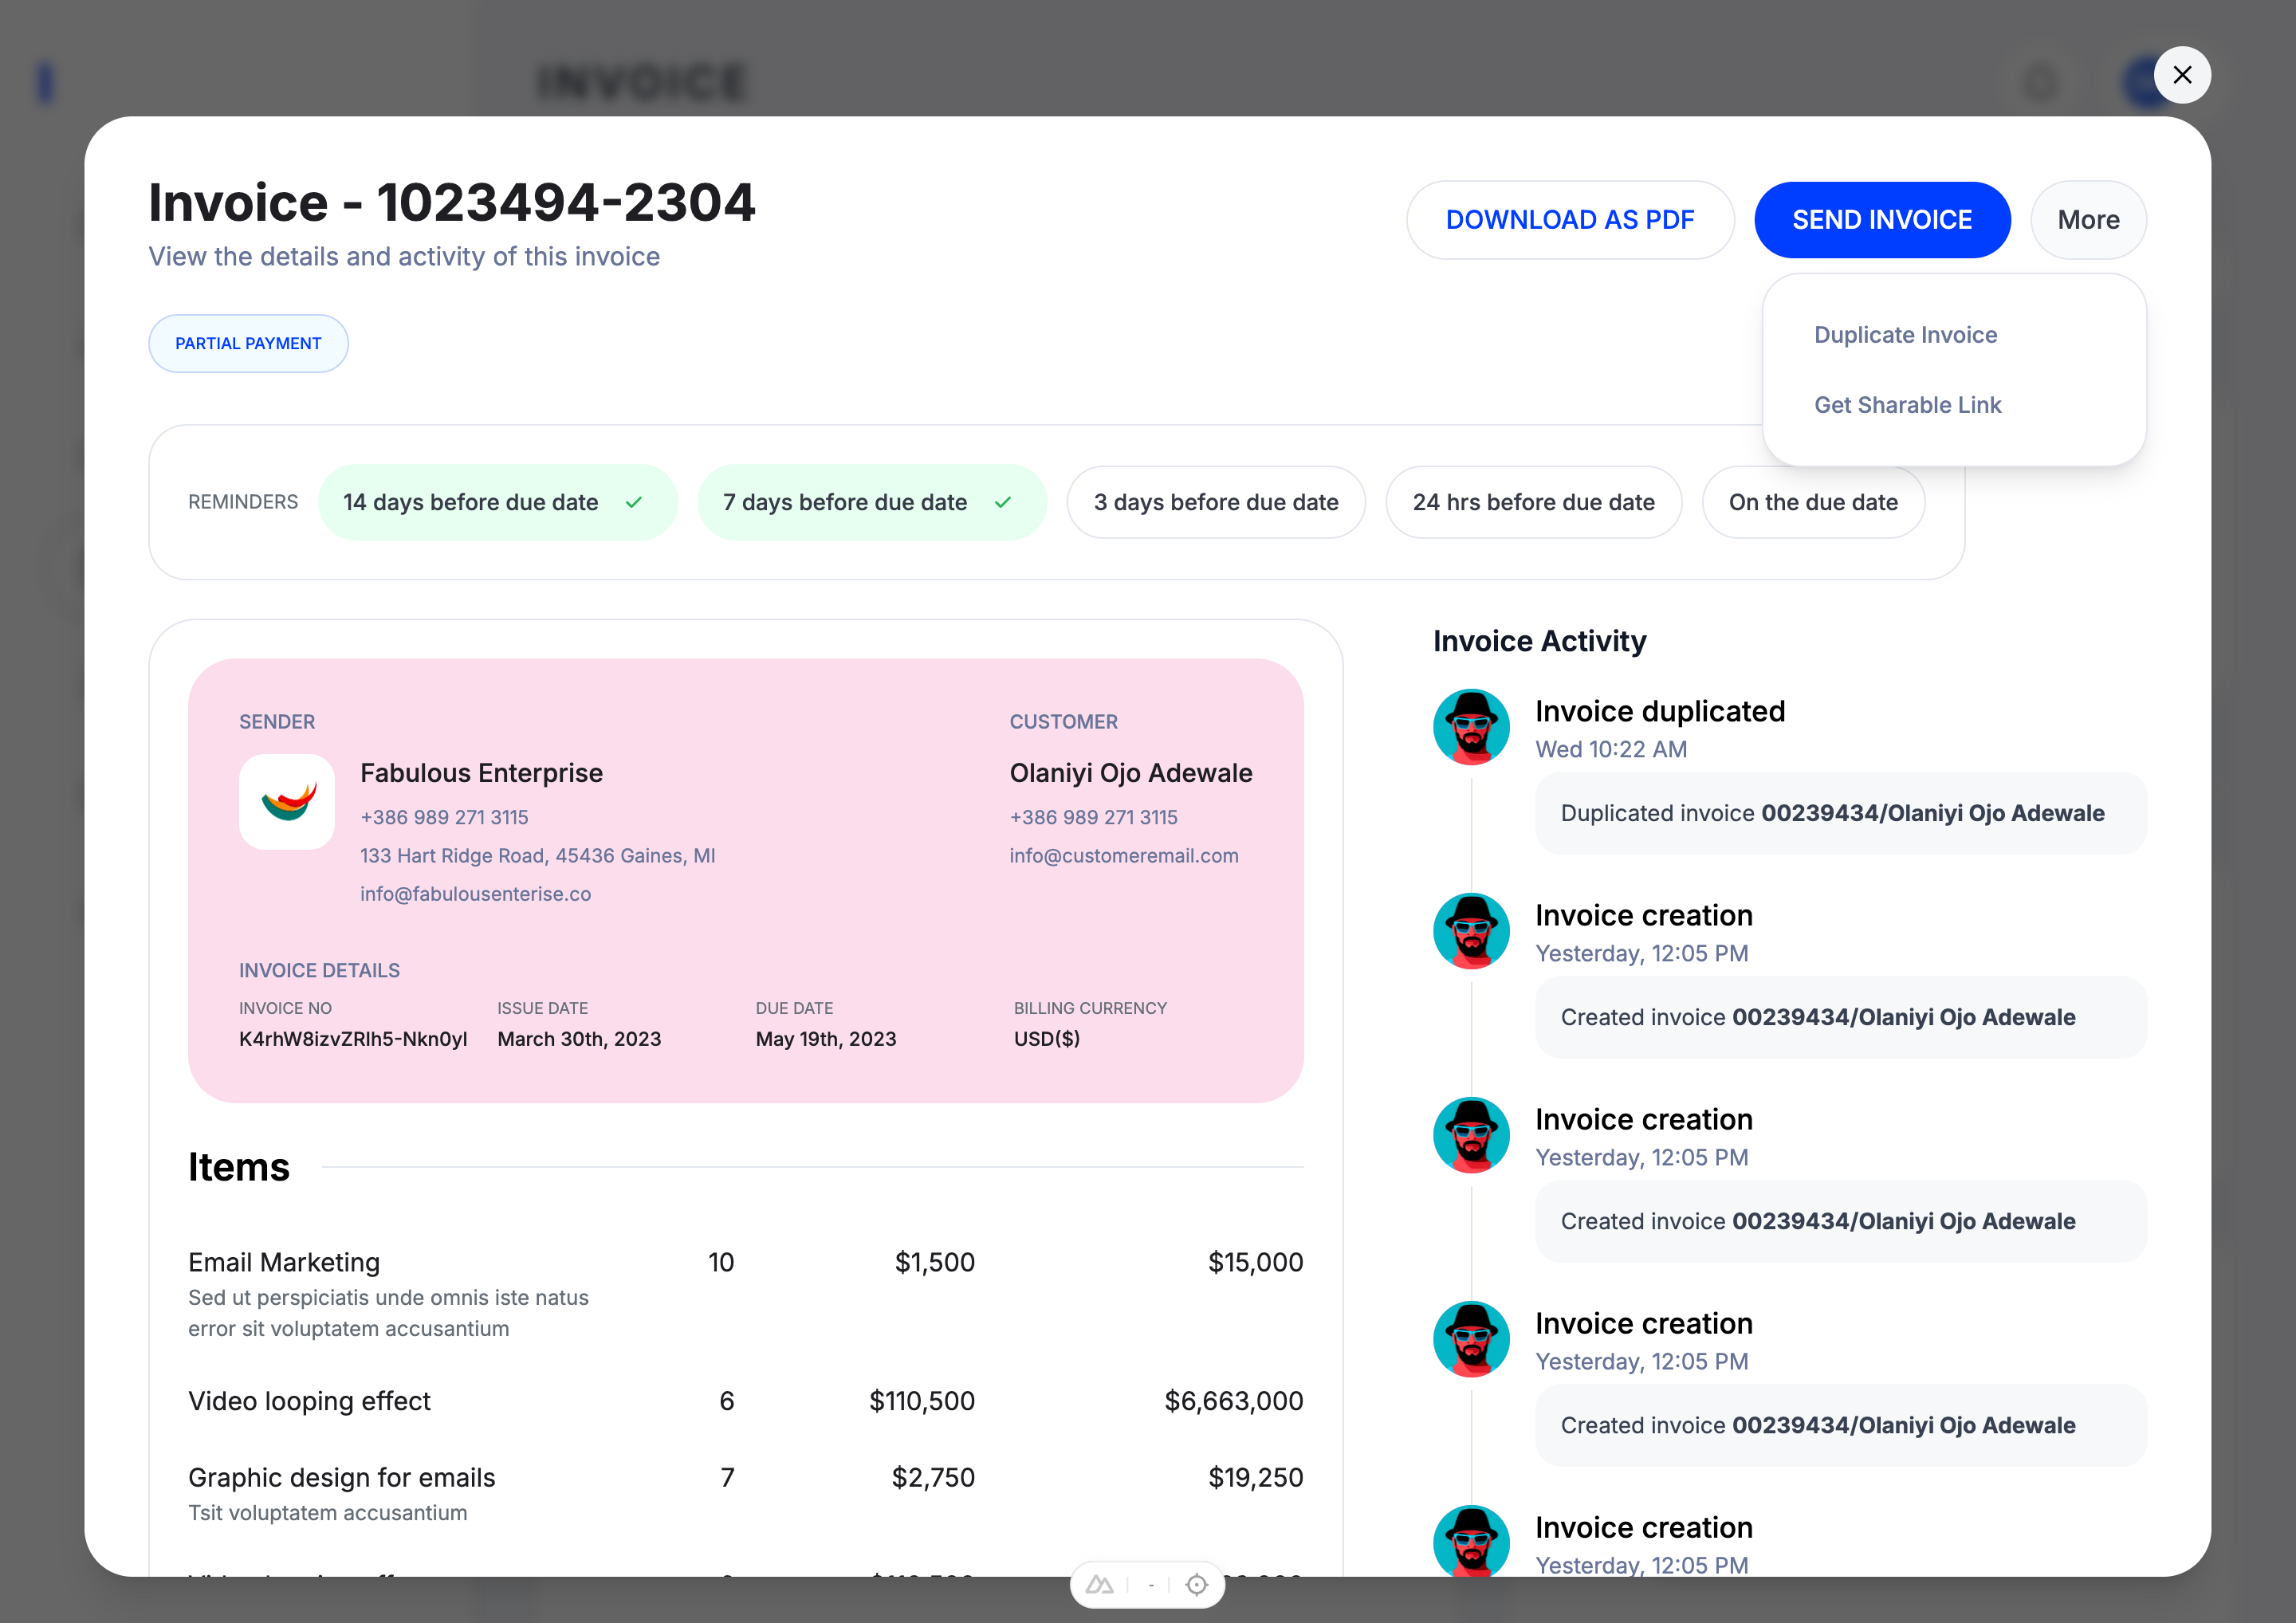 INVOICE
Invoice - 1023494-2304
View the details and activity of this invoice
DOWNLOAD AS PDF
SEND INVOICE
More
Duplicate Invoice
Get Sharable Link
PARTIAL PAYMENT
REMINDERS
14 days before due date
7 days before due date
3 days before due date
24 hrs before due date
On the due date
SENDER
Fabulous Enterprise
+386 989 271 3115
133 Hart Ridge Road, 45436 Gaines, MI
info@fabulousenterise.co
CUSTOMER
Olaniyi Ojo Adewale
+386 989 271 3115
info@customeremail.com
INVOICE DETAILS
INVOICE NO
K4rhW8izvZRIh5-Nkn0yl
ISSUE DATE
March 30th, 2023
DUE DATE
May 19th, 2023
BILLING CURRENCY
USD($)
Items
Email Marketing 10 $1,500 $15,000
Sed ut perspiciatis unde omnis iste natus
error sit voluptatem accusantium
Video looping effect 6 $110,500 $6,663,000
Graphic design for emails 7 $2,750 $19,250
Tsit voluptatem accusantium
Invoice Activity
Invoice duplicated
Wed 10:22 AM
Duplicated invoice 00239434/Olaniyi Ojo Adewale
Invoice creation
Yesterday, 12:05 PM
Created invoice 00239434/Olaniyi Ojo Adewale
Invoice creation
Yesterday, 12:05 PM
Created invoice 00239434/Olaniyi Ojo Adewale
Invoice creation
Yesterday, 12:05 PM
Created invoice 00239434/Olaniyi Ojo Adewale
Invoice creation
Yesterday, 12:05 PM